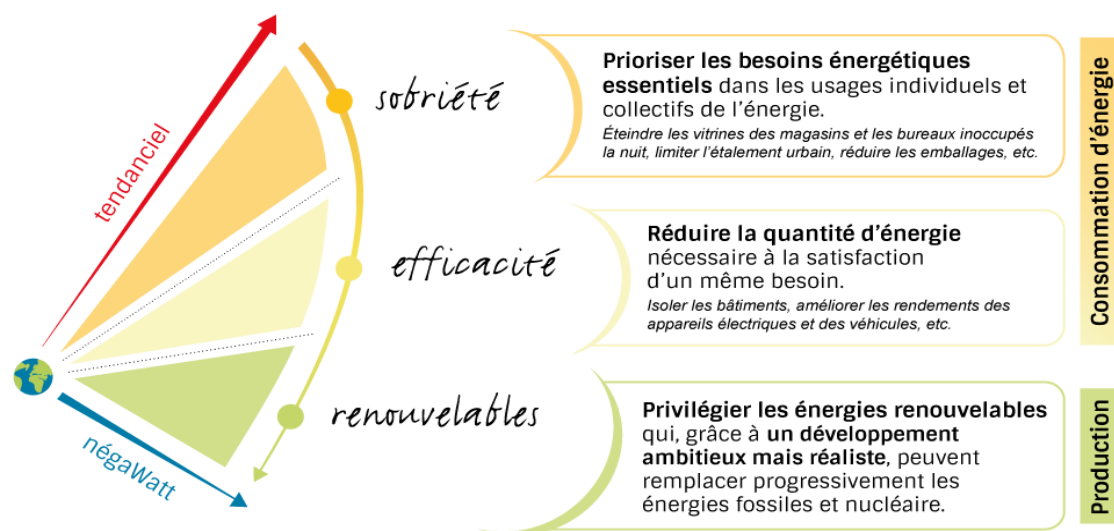 tendanciel
négaWatt
sobriété
Prioriser les besoins énergétiques
essentiels dans les usages individuels et
collectifs de l’énergie.
Éteindre les vitrines des magasins et les bureaux inoccupés
la nuit, limiter l’étalement urbain, réduire les emballages, etc.
efficacité
Réduire la quantité d’énergie
nécessaire à la satisfaction
d’un même besoin.
Isoler les bâtiments, améliorer les rendements des
appareils électriques et des véhicules, etc.
Consommation d’énergie
renouvelables
Privilégier les énergies renouvelables
qui, grâce à un développement
ambitieux mais réaliste, peuvent
remplacer progressivement les
énergies fossiles et nucléaire.
Production